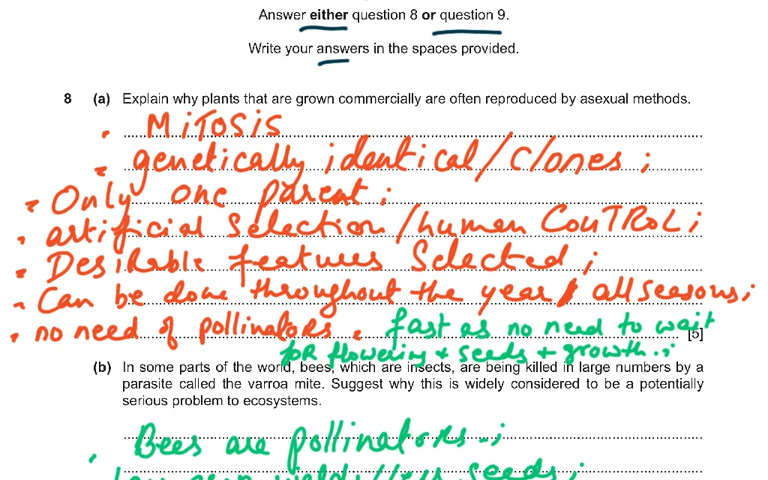 Answer either question 8 or question 9.
Write your answers in the spaces provided.
8 (a) Explain why plants that are grown commercially are often reproduced by asexual methods.
. MiTOSIS
- genetically identical/Clones ;
- Only one parent ;
- artificial Selection/human CONTROL ;
- Desirable features Selected ;
- Can be done throughout the year / all seasons ;
. no need of pollinators . fast as no need to wait
[5]
for flowering + seeds + growth . ;
(b) In some parts of the world, bees, which are insects, are being killed in large numbers by a
parasite called the varroa mite. Suggest why this is widely considered to be a potentially
serious problem to ecosystems.
. Bees are pollinators - ;
low crop yields / less seeds ;